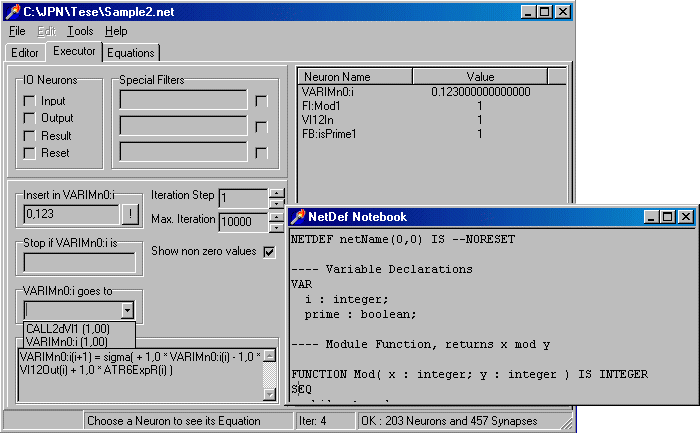 C:\JPN\Tese\Sample2.net
File Edit Tools Help
Editor Executor Equations
IO Neurons
Input
Output
Result
Reset
Special Filters
Neuron Name Value
VARIMn0:i 0.123000000000000
FI:Mod1 1
VI12In 1
FB:isPrime1 1
Insert in VARIMn0:i
0,123 !
Iteration Step 1
Max. Iteration 10000
Stop if VARIMn0:i is
Show non zero values
VARIMn0:i goes to
CALL2dVI1 (1,00)
VARIMn0:i (1,00)
VARIMn0:i(i+1) = sigma( + 1,0 * VARIMn0:i(i) - 1,0 *
VI12Out(i) + 1,0 * ATR6ExpR(i) )
Choose a Neuron to see its Equation Iter: 4 OK : 203 Neurons and 457 Synapses
NetDef Notebook
NETDEF netName(0,0) IS --NORESET
---- Variable Declarations
VAR
i : integer;
prime : boolean;
---- Module Function, returns x mod y
FUNCTION Mod( x : integer; y : integer ) IS INTEGER
SEQ